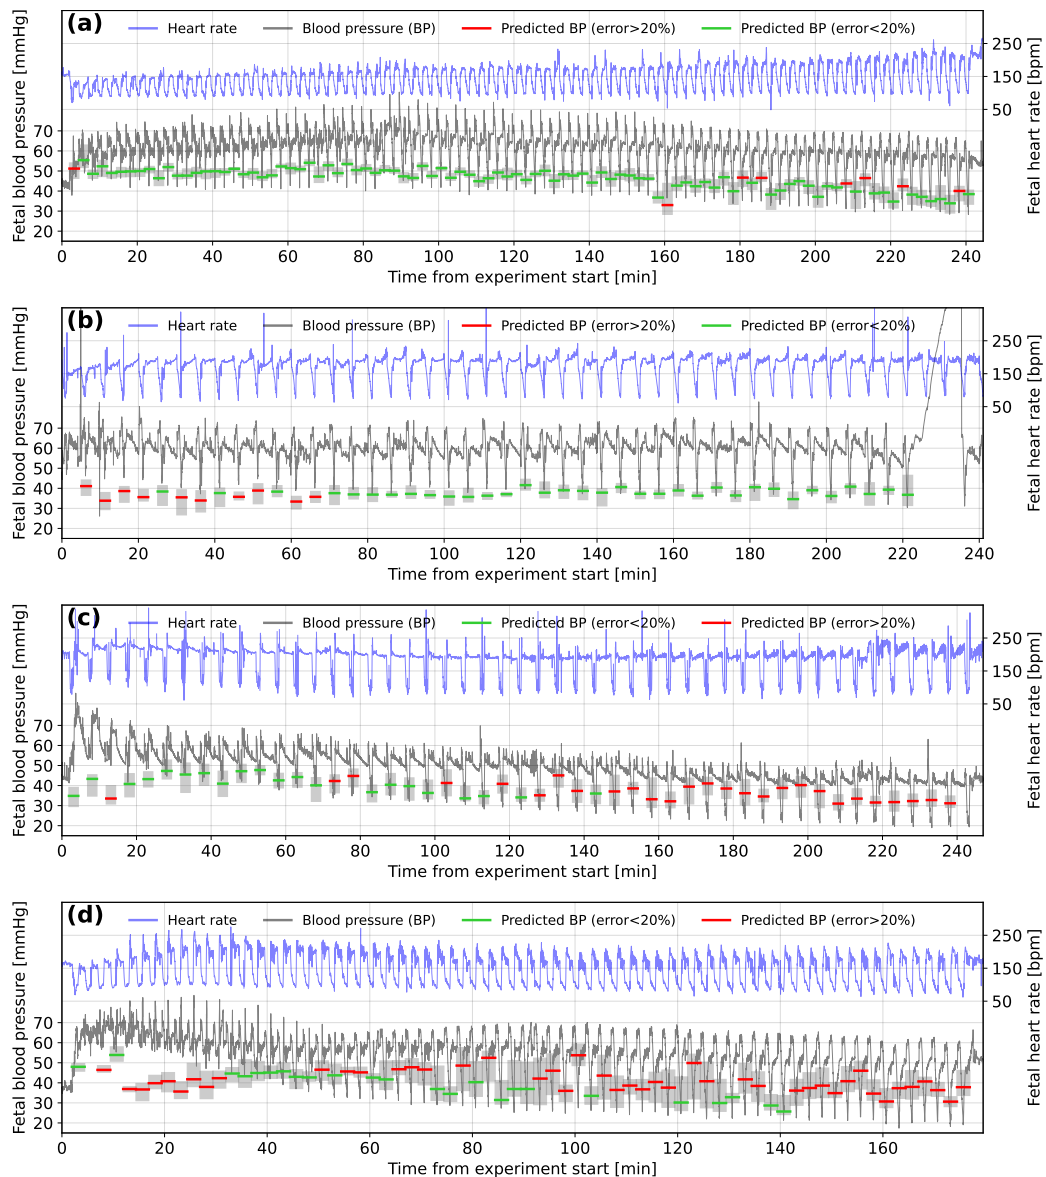 (a) Heart rate Blood pressure (BP) Predicted BP (error>20%) Predicted BP (error<20%)
Fetal blood pressure [mmHg]
70
60
50
40
30
20
250
150
50
Fetal heart rate [bpm]
0 20 40 60 80 100 120 140 160 180 200 220 240
Time from experiment start [min]
(b) Heart rate Blood pressure (BP) Predicted BP (error>20%) Predicted BP (error<20%)
Fetal blood pressure [mmHg]
70
60
50
40
30
20
250
150
50
Fetal heart rate [bpm]
0 20 40 60 80 100 120 140 160 180 200 220 240
Time from experiment start [min]
(c) Heart rate Blood pressure (BP) Predicted BP (error<20%) Predicted BP (error>20%)
Fetal blood pressure [mmHg]
70
60
50
40
30
20
250
150
50
Fetal heart rate [bpm]
0 20 40 60 80 100 120 140 160 180 200 220 240
Time from experiment start [min]
(d) Heart rate Blood pressure (BP) Predicted BP (error<20%) Predicted BP (error>20%)
Fetal blood pressure [mmHg]
70
60
50
40
30
20
250
150
50
Fetal heart rate [bpm]
0 20 40 60 80 100 120 140 160
Time from experiment start [min]